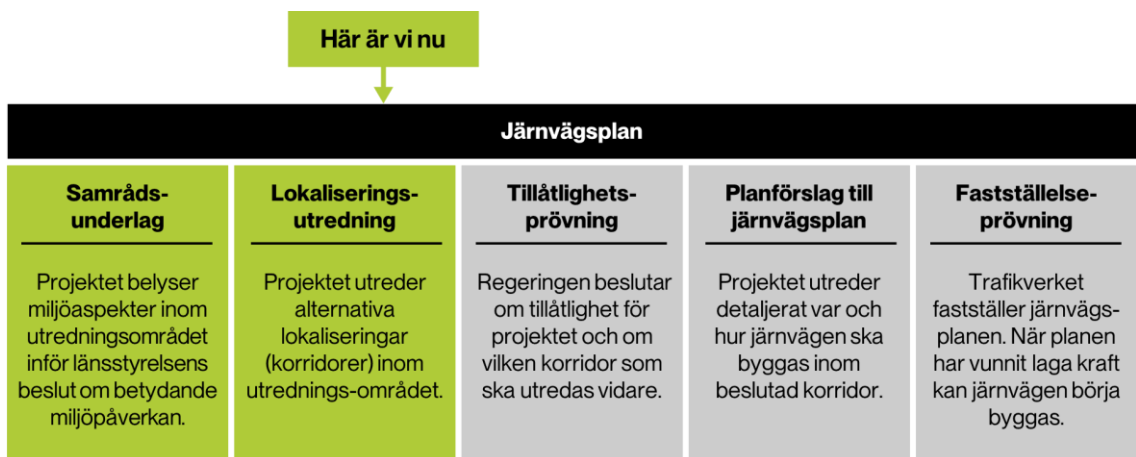 Här är vi nu
Järnvägsplan
Samråds-
underlag
Projektet belyser
miljöaspekter inom
utredningsområdet
inför länsstyrelsens
beslut om betydande
miljöpåverkan.
Lokaliserings-
utredning
Projektet utreder
alternativa
lokaliseringar
(korridorer) inom
utrednings-området.
Tillåtlighets-
prövning
Regeringen beslutar
om tillåtlighet för
projektet och om
vilken korridor som
ska utredas vidare.
Planförslag till
järnvägsplan
Projektet utreder
detaljerat var och
hur järnvägen ska
byggas inom
beslutad korridor.
Fastställelse-
prövning
Trafikverket
fastställer järnvägs-
planen. När planen
har vunnit laga kraft
kan järnvägen börja
byggas.